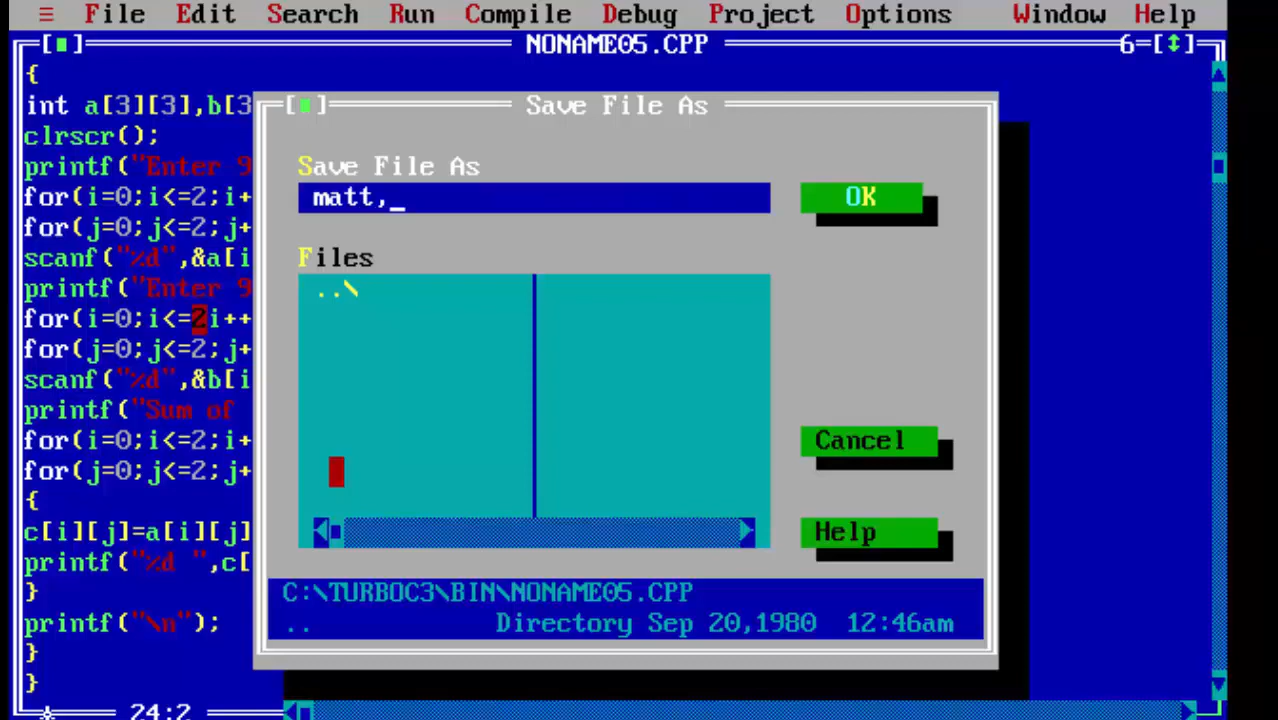 ≡ File Edit Search Run Compile Debug Project Options Window Help
[■] NONAME05.CPP 6=[↕]
{
int a[3][3],b[3
clrscr();
printf("Enter 9
for(i=0;i<=2;i+
for(j=0;j<=2;j+
scanf("%d",&a[i
printf("Enter 9
for(i=0;i<=2i++
for(j=0;j<=2;j+
scanf("%d",&b[i
printf("Sum of
for(i=0;i<=2;i+
for(j=0;j<=2;j+
{
c[i][j]=a[i][j]
printf("%d ",c[
}
printf("\n");
}
}
24:2
[■] Save File As
Save File As
matt,_
OK
Files
..\
Cancel
Help
C:\TURBOC3\BIN\NONAME05.CPP
.. Directory Sep 20,1980 12:46am